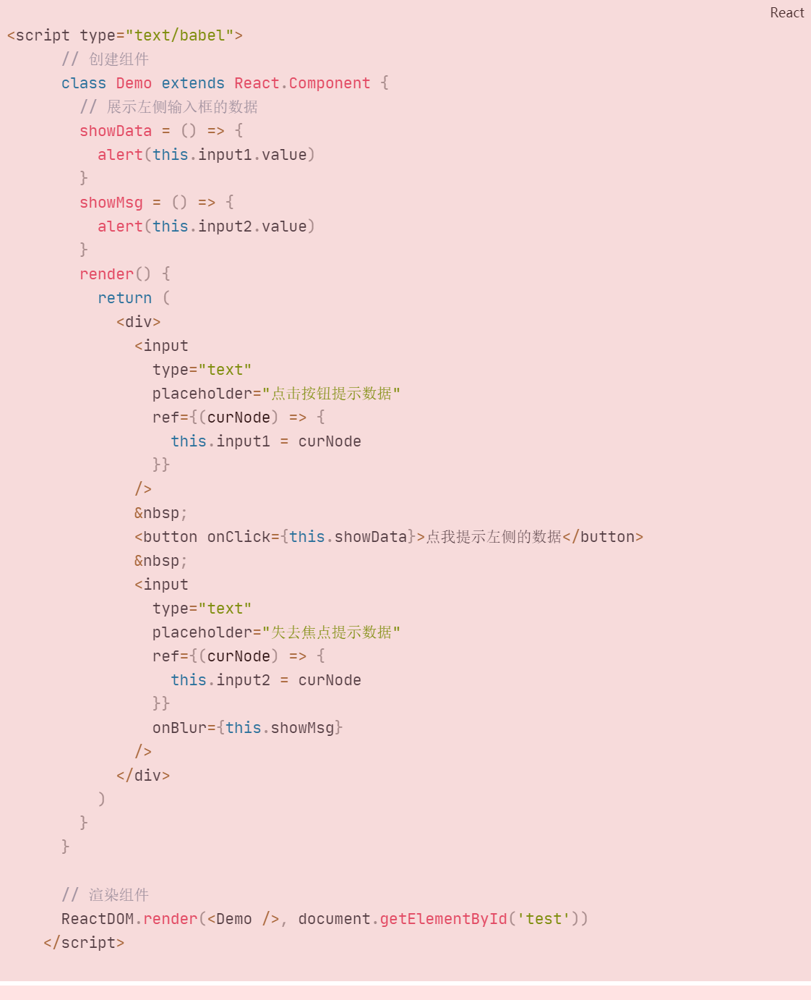 React
<script type="text/babel">
// 创建组件
class Demo extends React.Component {
// 展示左侧输入框的数据
showData = () => {
alert(this.input1.value)
}
showMsg = () => {
alert(this.input2.value)
}
render() {
return (
<div>
<input
type="text"
placeholder="点击按钮提示数据"
ref={(curNode) => {
this.input1 = curNode
}}
/>
&nbsp;
<button onClick={this.showData}>点我提示左侧的数据</button>
&nbsp;
<input
type="text"
placeholder="失去焦点提示数据"
ref={(curNode) => {
this.input2 = curNode
}}
onBlur={this.showMsg}
/>
</div>
)
}
}
// 渲染组件
ReactDOM.render(<Demo />, document.getElementById('test'))
</script>